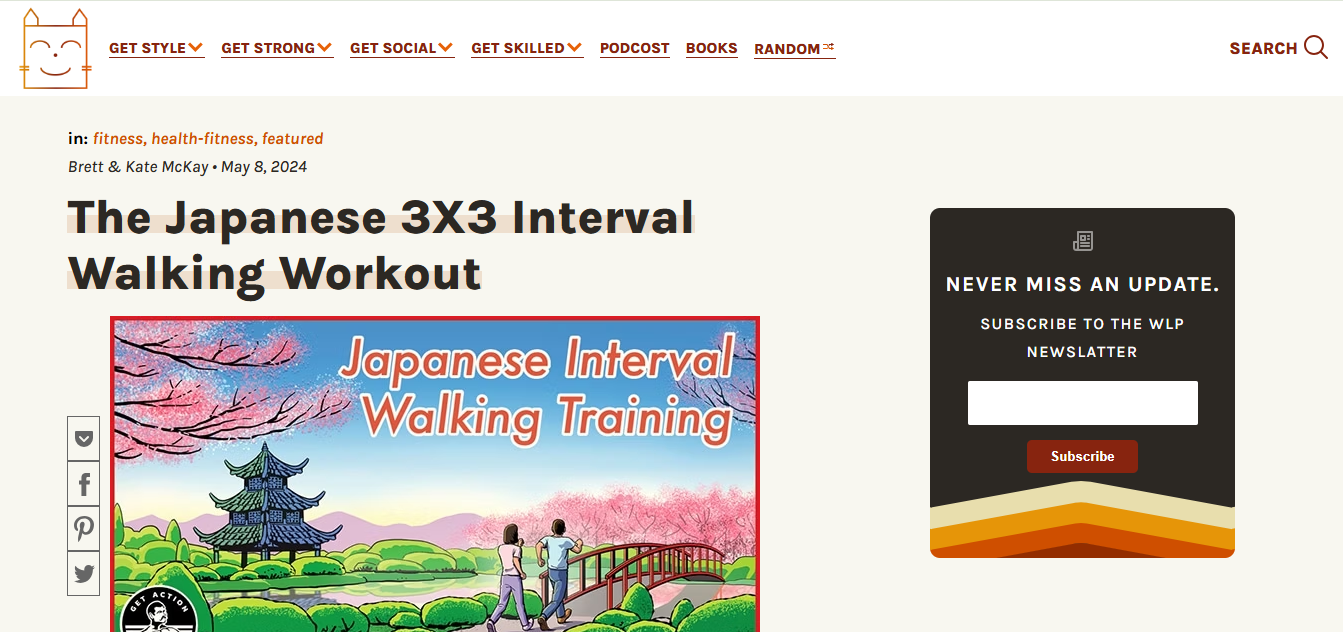 GET STYLE GET STRONG GET SOCIAL GET SKILLED PODCOST BOOKS RANDOM SEARCH
in: fitness, health-fitness, featured
Brett & Kate McKay • May 8, 2024
The Japanese 3X3 Interval
Walking Workout
Japanese Interval
Walking Training
GET ACTION
NEVER MISS AN UPDATE.
SUBSCRIBE TO THE WLP
NEWSLATTER
Subscribe